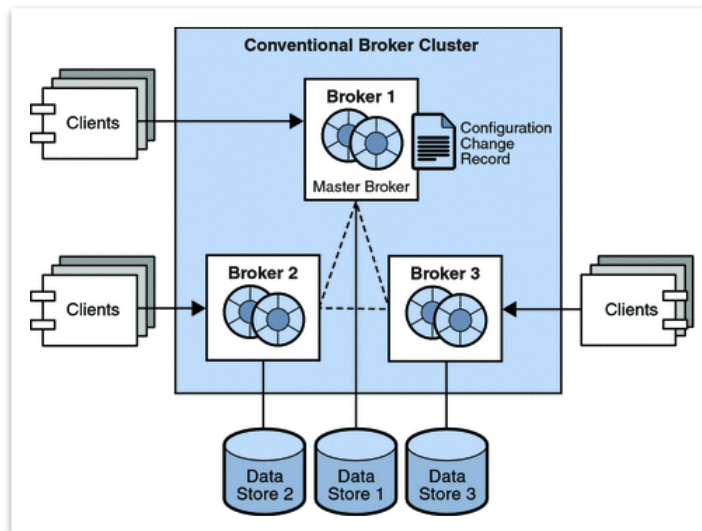 Conventional Broker Cluster
Broker 1
Clients
Configuration
Change
Record
Master Broker
Broker 2
Broker 3
Clients
Clients
Data
Store 2
Data
Store 1
Data
Store 3